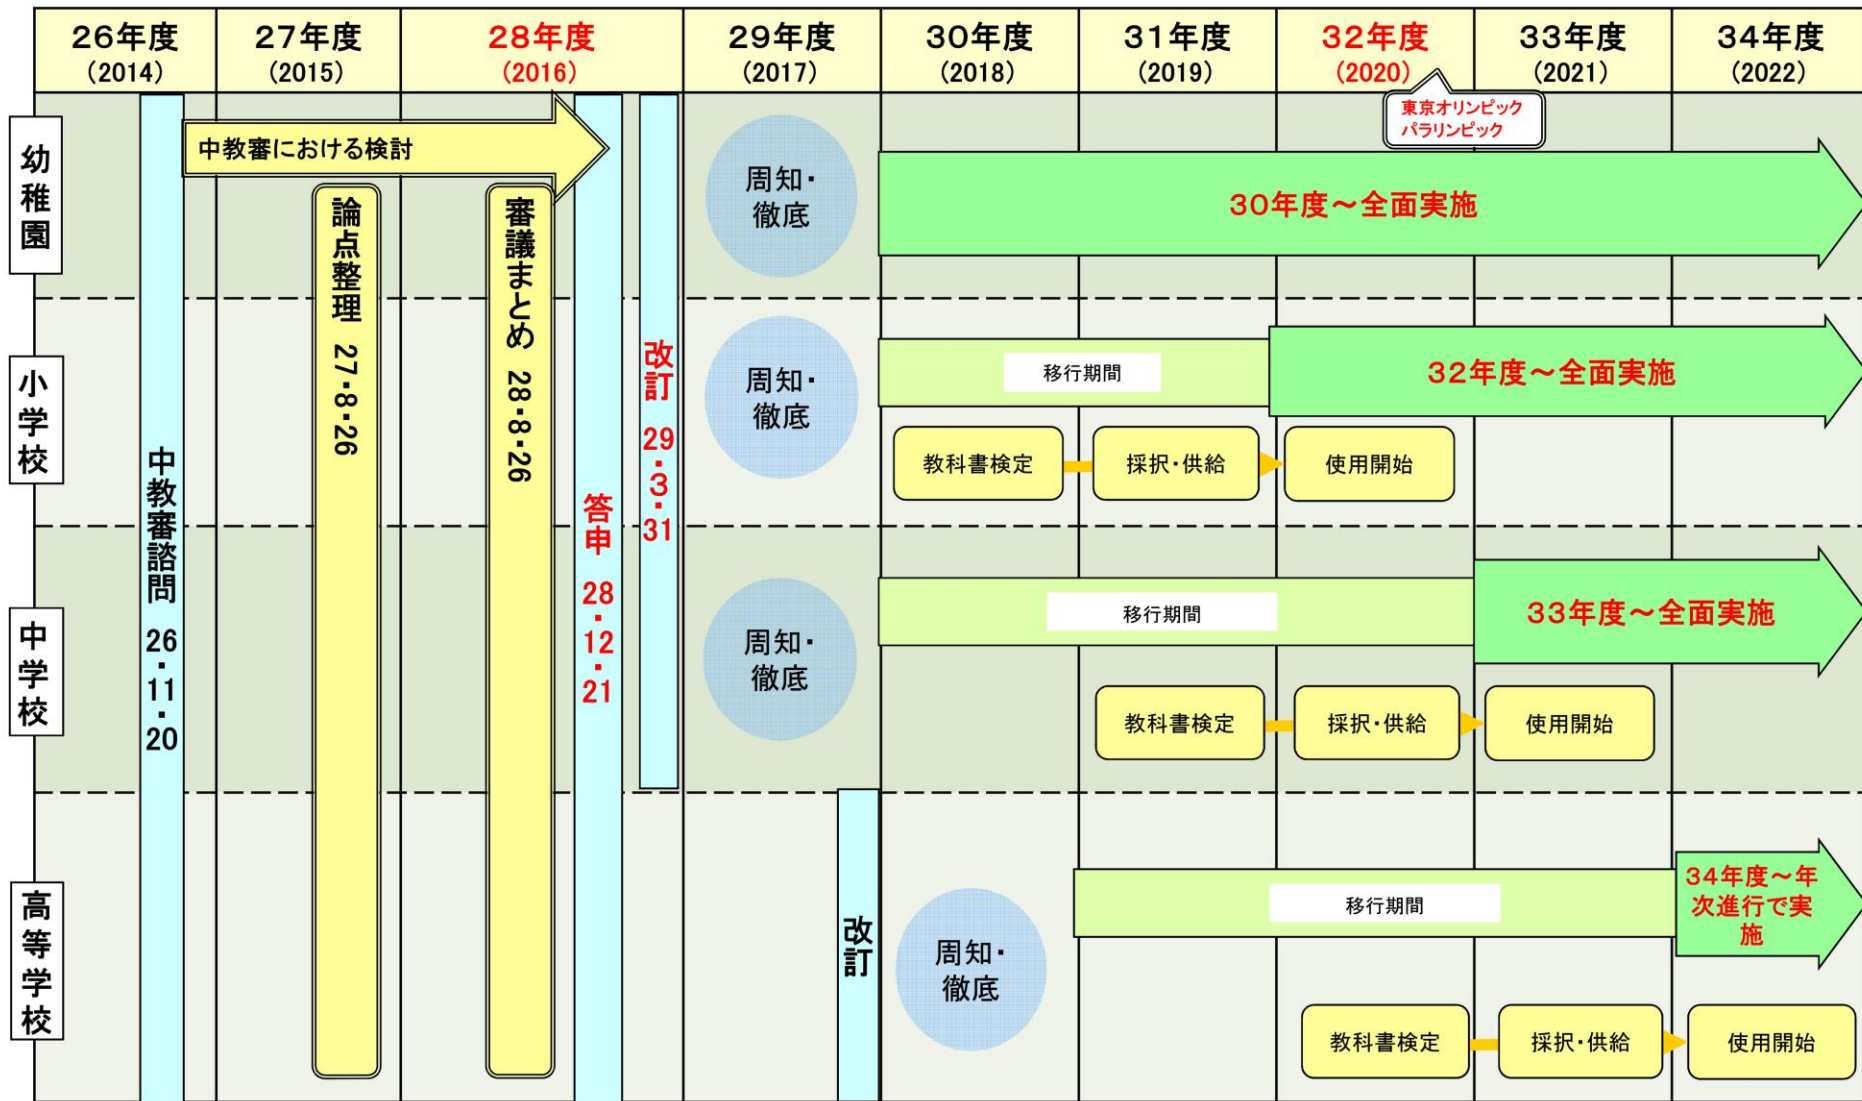 26年度
(2014)
27年度
(2015)
28年度
(2016)
29年度
(2017)
30年度
(2018)
31年度
(2019)
32年度
(2020)
33年度
(2021)
34年度
(2022)
東京オリンピック
パラリンピック
中教審諮問 26・11・20
中教審における検討
論点整理 27・8・26
審議まとめ 28・8・26
答申 28・12・21
改訂 29・3・31
幼稚園
周知・
徹底
30年度～全面実施
小学校
周知・
徹底
移行期間
32年度～全面実施
教科書検定
採択・供給
使用開始
中学校
周知・
徹底
移行期間
33年度～全面実施
教科書検定
採択・供給
使用開始
高等学校
改訂
周知・
徹底
移行期間
34年度～年
次進行で実
施
教科書検定
採択・供給
使用開始